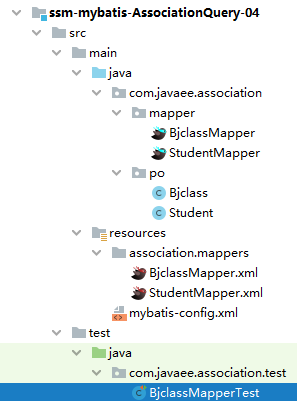 ssm-mybatis-AssociationQuery-04
src
main
java
com.javaee.association
mapper
BjclassMapper
StudentMapper
po
Bjclass
Student
resources
association.mappers
BjclassMapper.xml
StudentMapper.xml
mybatis-config.xml
test
java
com.javaee.association.test
BjclassMapperTest